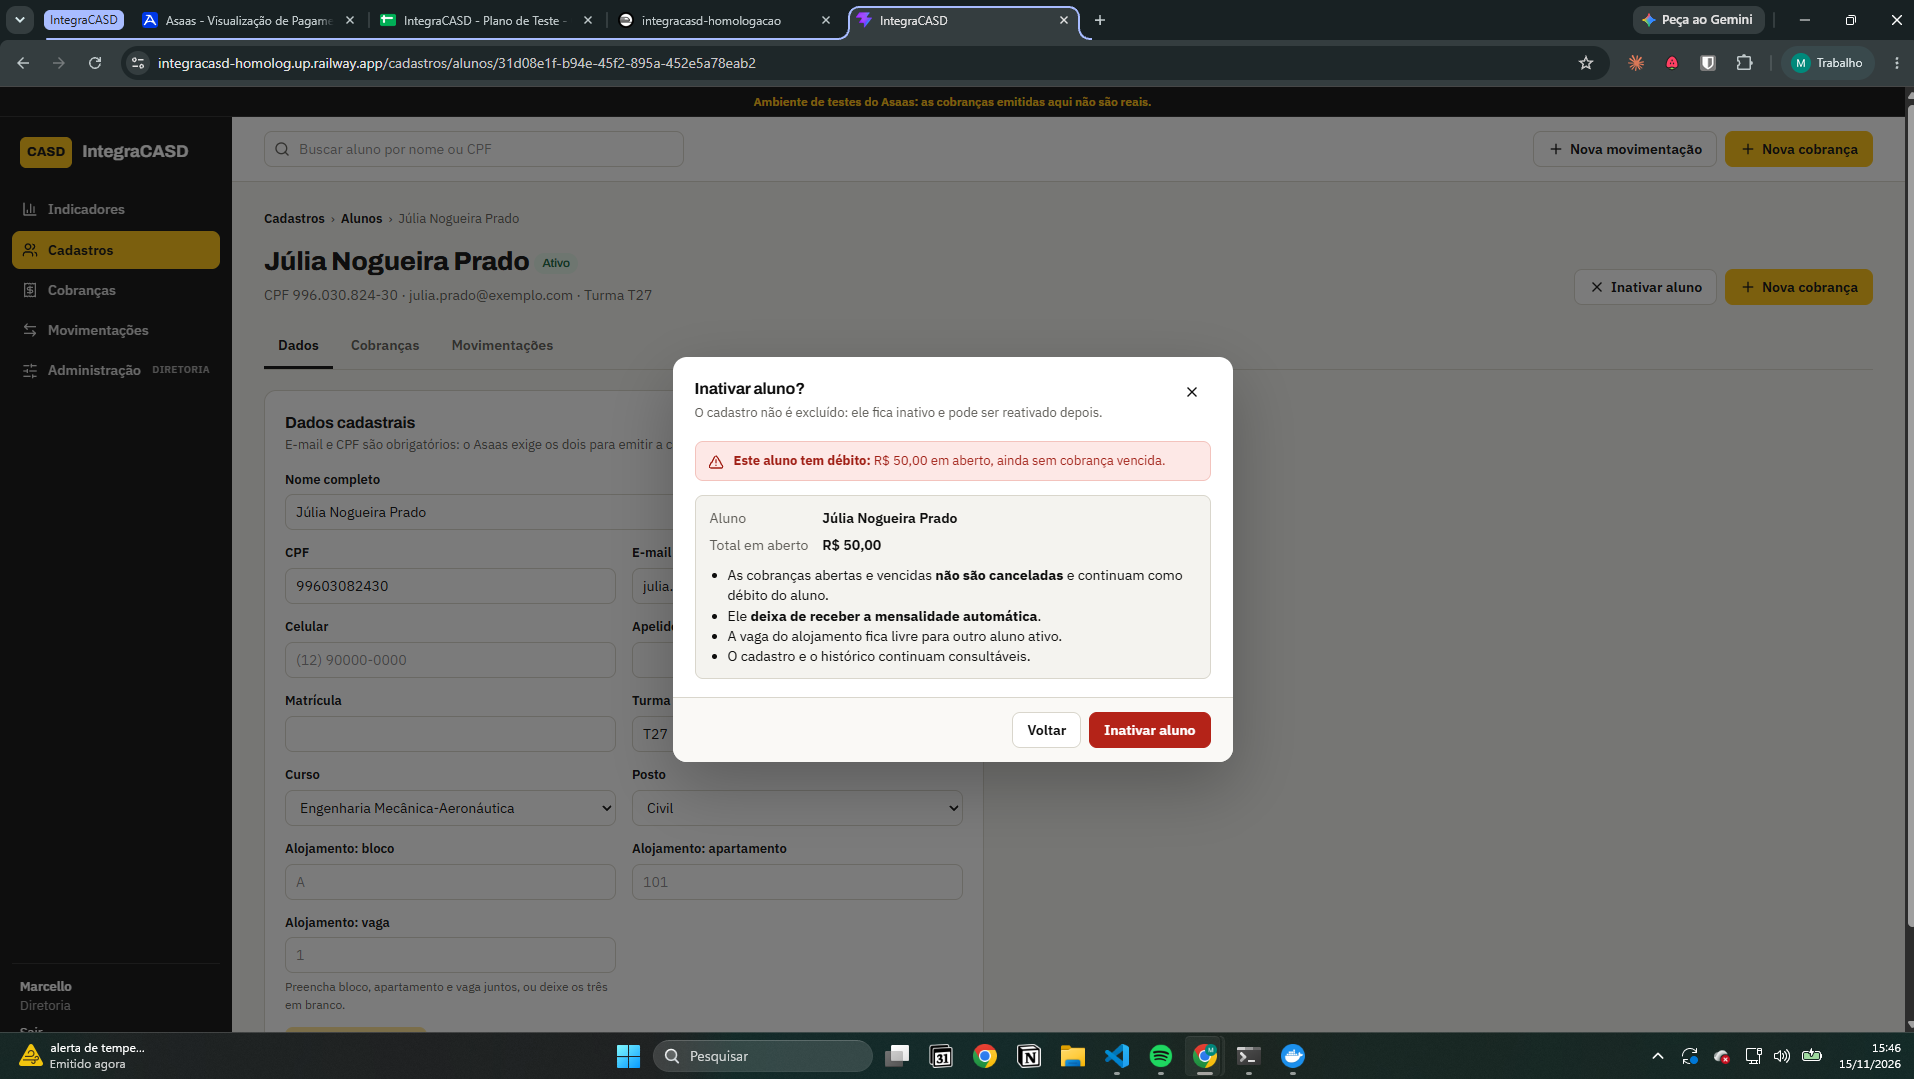 IntegraCASD
Asaas - Visualização de Pagame
IntegraCASD - Plano de Teste -
integracasd-homologacao
IntegraCASD
Peça ao Gemini
integracasd-homolog.up.railway.app/cadastros/alunos/31d08e1f-b94e-45f2-895a-452e5a78eab2
M Trabalho
Ambiente de testes do Asaas: as cobranças emitidas aqui não são reais.
CASD IntegraCASD
Buscar aluno por nome ou CPF
Nova movimentação
Nova cobrança
Indicadores
Cadastros
Cobranças
Movimentações
Administração DIRETORIA
Cadastros › Alunos › Júlia Nogueira Prado
Júlia Nogueira Prado Ativo
CPF 996.030.824-30 · julia.prado@exemplo.com · Turma T27
Inativar aluno
Nova cobrança
Dados Cobranças Movimentações
Dados cadastrais
E-mail e CPF são obrigatórios: o Asaas exige os dois para emitir a c
Nome completo
Júlia Nogueira Prado
CPF E-mail
99603082430 julia.
Celular Apelid
(12) 90000-0000
Matrícula Turma
T27
Curso Posto
Engenharia Mecânica-Aeronáutica Civil
Alojamento: bloco Alojamento: apartamento
A 101
Alojamento: vaga
1
Preencha bloco, apartamento e vaga juntos, ou deixe os três
em branco.
Inativar aluno?
O cadastro não é excluído: ele fica inativo e pode ser reativado depois.
Este aluno tem débito: R$ 50,00 em aberto, ainda sem cobrança vencida.
Aluno Júlia Nogueira Prado
Total em aberto R$ 50,00
• As cobranças abertas e vencidas não são canceladas e continuam como
débito do aluno.
• Ele deixa de receber a mensalidade automática.
• A vaga do alojamento fica livre para outro aluno ativo.
• O cadastro e o histórico continuam consultáveis.
Voltar
Inativar aluno
Marcello
Diretoria
Sair
alerta de tempe...
Emitido agora
Pesquisar
31
15:46
15/11/2026